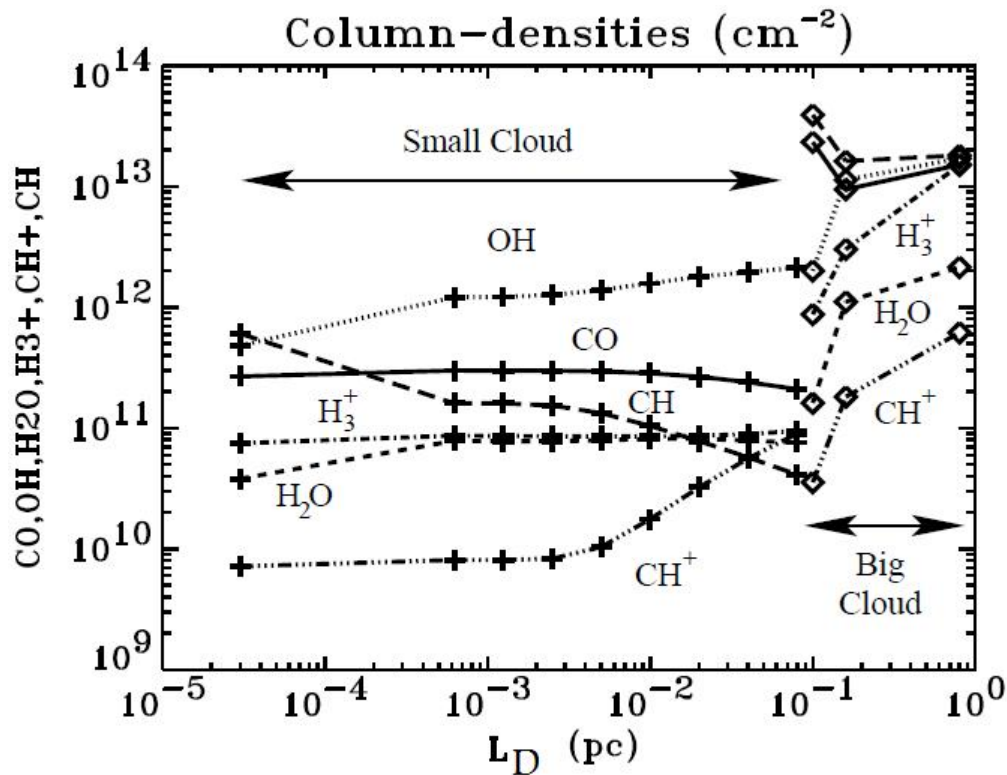 Column-densities (cm⁻²)
CO,OH,H2O,H3+,CH+,CH
10¹⁴
10¹³
10¹²
10¹¹
10¹⁰
10⁹
Small Cloud
OH
CO
CH
H₃⁺
H₂O
CH⁺
H₃⁺
H₂O
CH⁺
Big
Cloud
10⁻⁵ 10⁻⁴ 10⁻³ 10⁻² 10⁻¹ 10⁰
L_D (pc)